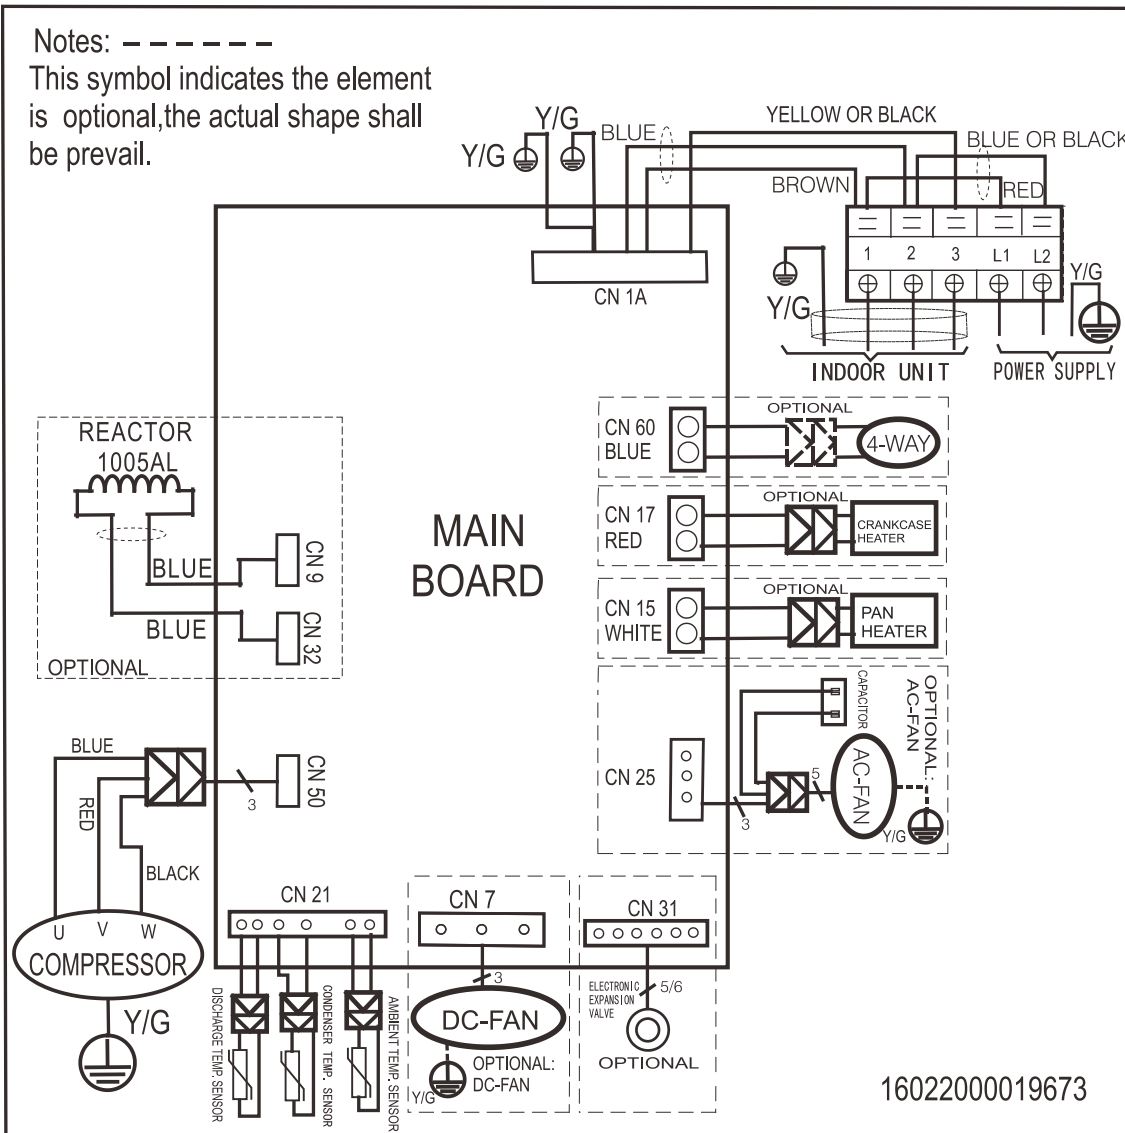 Notes: - - - - - - -
This symbol indicates the element
is optional,the actual shape shall
be prevail.
Y/G
Y/G
BLUE
YELLOW OR BLACK
BLUE OR BLACK
BROWN
RED
1 2 3 L1 L2
CN 1A
Y/G
Y/G
INDOOR UNIT
POWER SUPPLY
REACTOR
1005AL
BLUE
CN 9
BLUE
CN 32
OPTIONAL
MAIN
BOARD
CN 60
BLUE
OPTIONAL
4-WAY
CN 17
RED
OPTIONAL
CRANKCASE
HEATER
CN 15
WHITE
OPTIONAL
PAN
HEATER
CN 25
3
CAPACITOR
5
AC-FAN
OPTIONAL:
AC-FAN
Y/G
BLUE
RED
BLACK
3
CN 50
U V W
COMPRESSOR
Y/G
CN 21
DISCHARGE TEMP. SENSOR
CONDENSER TEMP. SENSOR
AMBIENT TEMP. SENSOR
CN 7
3
DC-FAN
OPTIONAL:
DC-FAN
Y/G
CN 31
ELECTRONIC
EXPANSION
VALVE
5/6
OPTIONAL
16022000019673